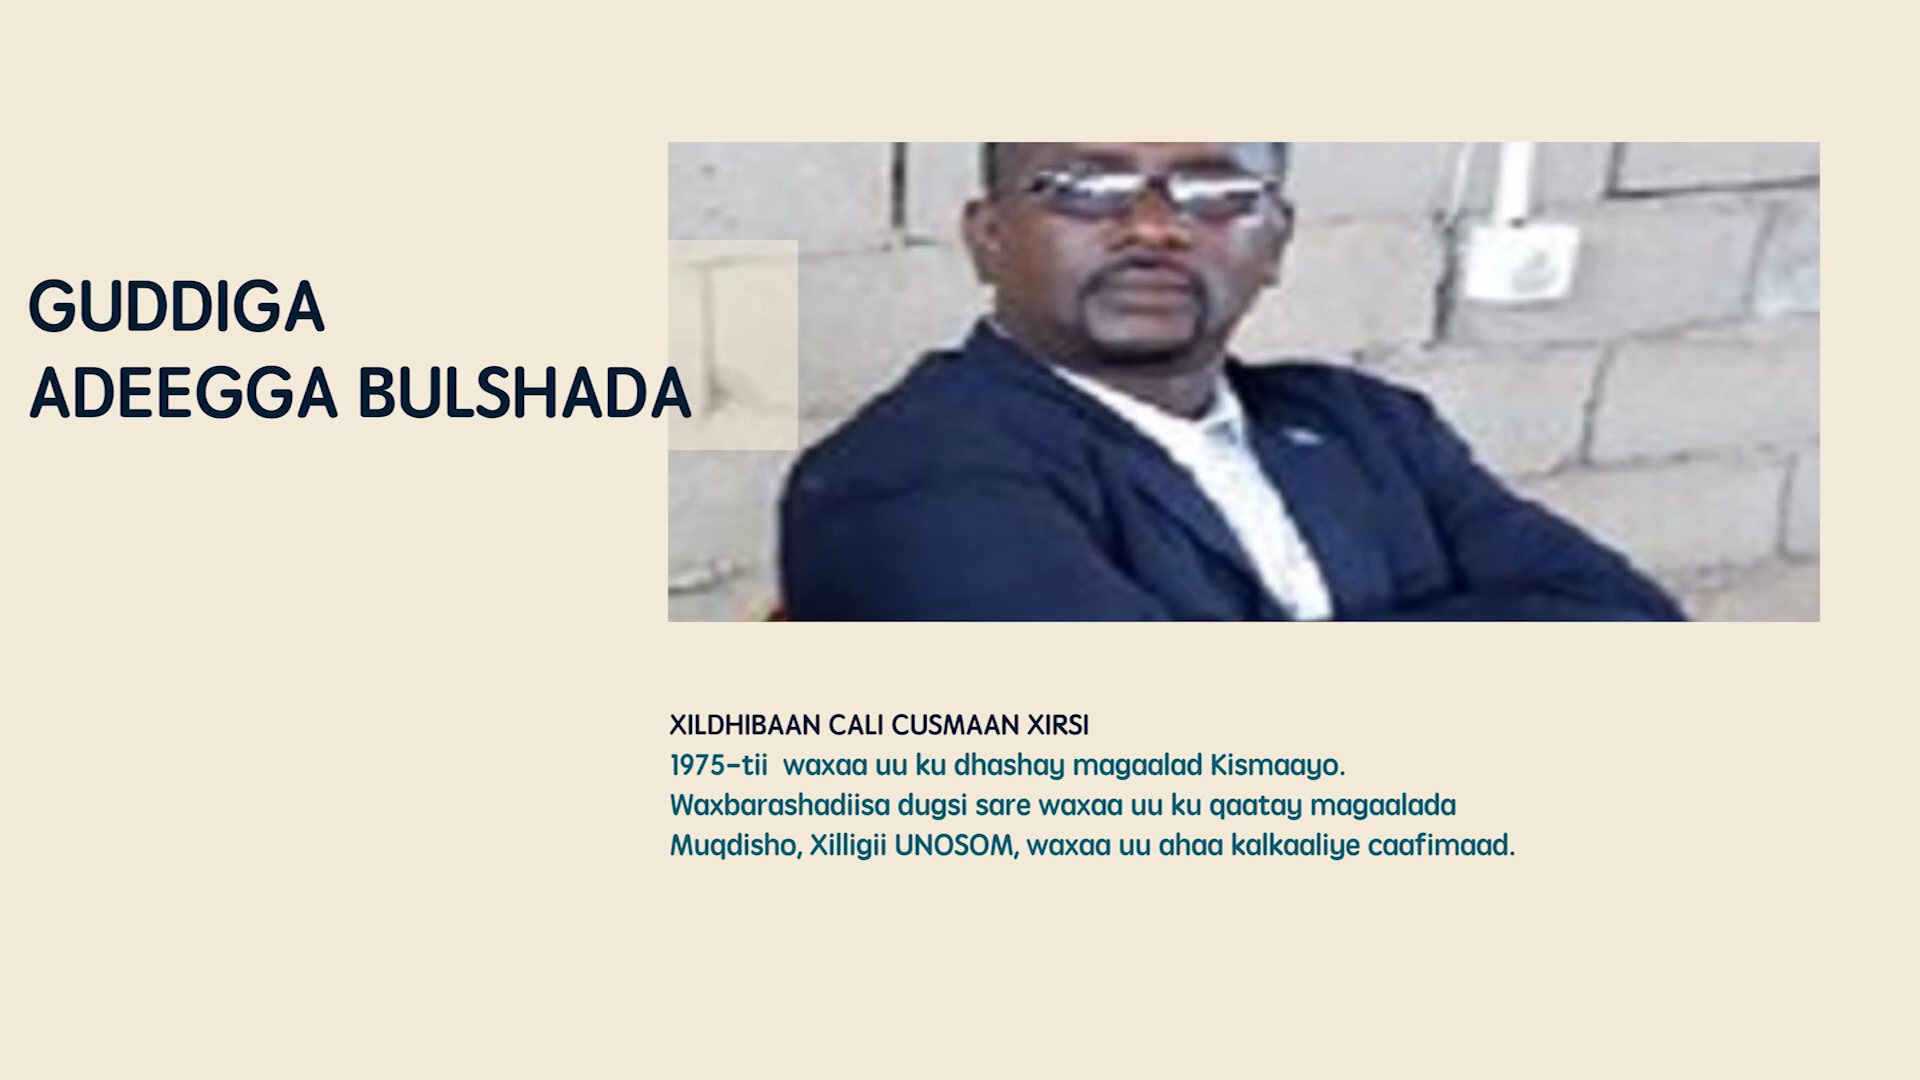 GUDDIGA
ADEEGGA BULSHADA
XILDHIBAAN CALI CUSMAAN XIRSI
1975-tii waxaa uu ku dhashay magaalad Kismaayo.
Waxbarashadiisa dugsi sare waxaa uu ku qaatay magaalada
Muqdisho, Xilligii UNOSOM, waxaa uu ahaa kalkaaliye caafimaad.